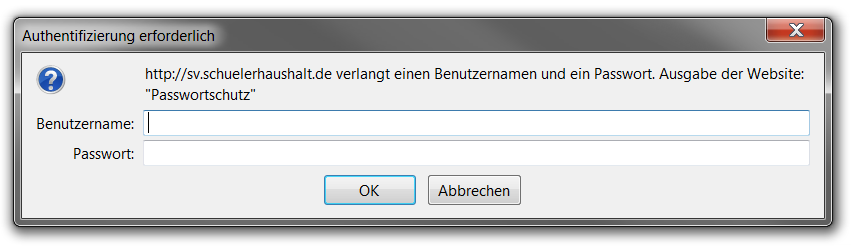 Authentifizierung erforderlich
http://sv.schuelerhaushalt.de verlangt einen Benutzernamen und ein Passwort. Ausgabe der Website:
"Passwortschutz"
Benutzername:
Passwort:
OK Abbrechen